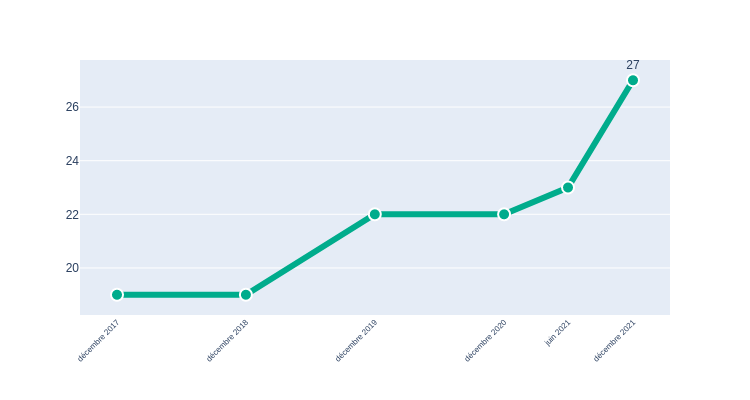 27
26
24
22
20
décembre 2017
décembre 2018
décembre 2019
décembre 2020
juin 2021
décembre 2021